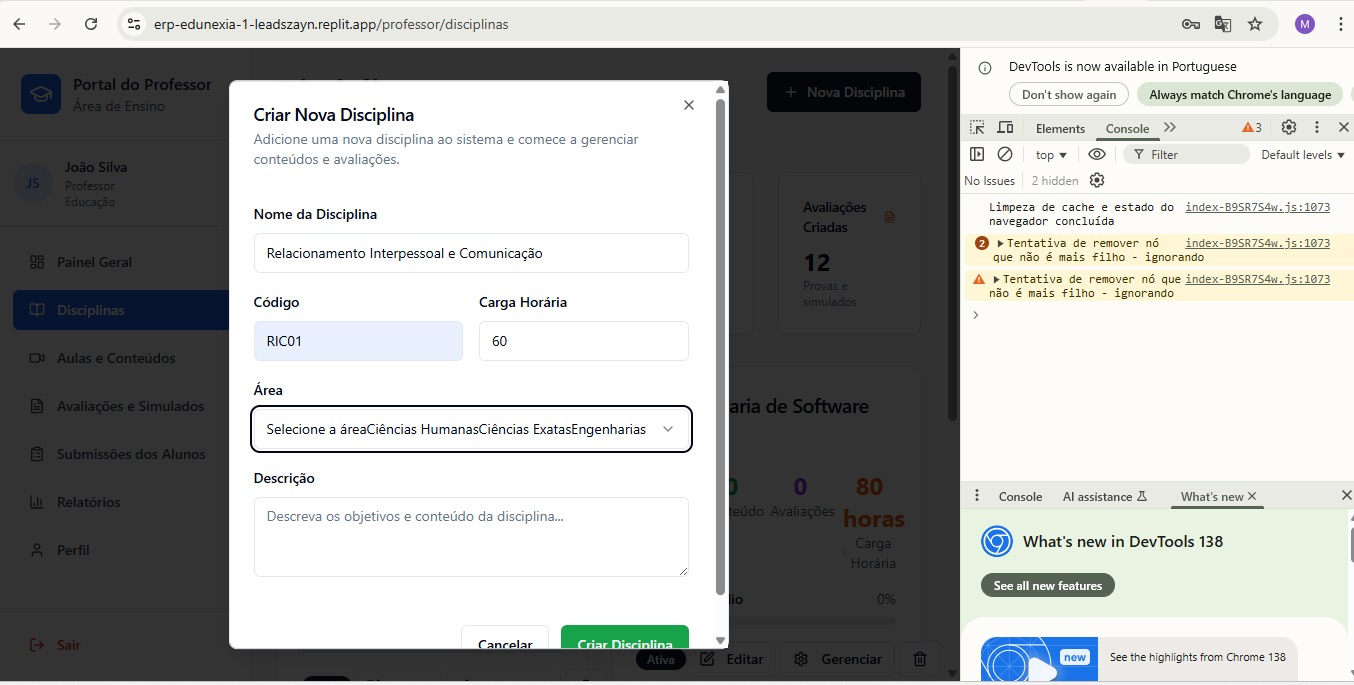 erp-edunexia-1-leadszayn.replit.app/professor/disciplinas
M
Portal do Professor
Área de Ensino
JS
João Silva
Professor
Educação
Painel Geral
Disciplinas
Aulas e Conteúdos
Avaliações e Simulados
Submissões dos Alunos
Relatórios
Perfil
Sair
+ Nova Disciplina
Criar Nova Disciplina
Adicione uma nova disciplina ao sistema e comece a gerenciar
conteúdos e avaliações.
Nome da Disciplina
Relacionamento Interpessoal e Comunicação
Código
Carga Horária
RIC01
60
Área
Selecione a áreaCiências HumanasCiências ExatasEngenharias
Descrição
Descreva os objetivos e conteúdo da disciplina...
Cancelar
Criar Disciplina
Avaliações
Criadas
12
Provas e
simulados
aria de Software
0
0
80
teúdo
Avaliações
horas
Carga
Horária
io
0%
Ativa
Editar
Gerenciar
DevTools is now available in Portuguese
Don't show again
Always match Chrome's language
Elements
Console
3
top
Filter
Default levels
No Issues
2 hidden
Limpeza de cache e estado do index-B9SR7S4w.js:1073
navegador concluída
2 Tentativa de remover nó index-B9SR7S4w.js:1073
que não é mais filho - ignorando
Tentativa de remover nó que index-B9SR7S4w.js:1073
não é mais filho - ignorando
Console
AI assistance
What's new
What's new in DevTools 138
See all new features
new
See the highlights from Chrome 138